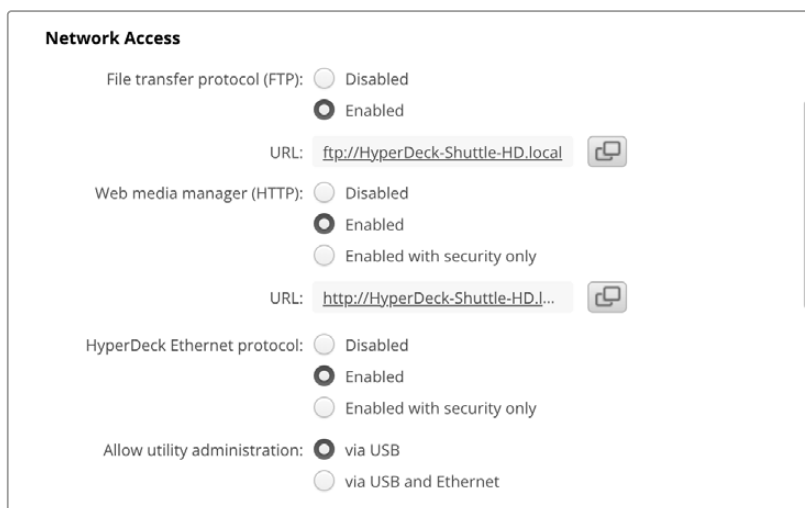 Network Access
File transfer protocol (FTP): Disabled
Enabled
URL: ftp://HyperDeck-Shuttle-HD.local
Web media manager (HTTP): Disabled
Enabled
Enabled with security only
URL: http://HyperDeck-Shuttle-HD.l...
HyperDeck Ethernet protocol: Disabled
Enabled
Enabled with security only
Allow utility administration: via USB
via USB and Ethernet